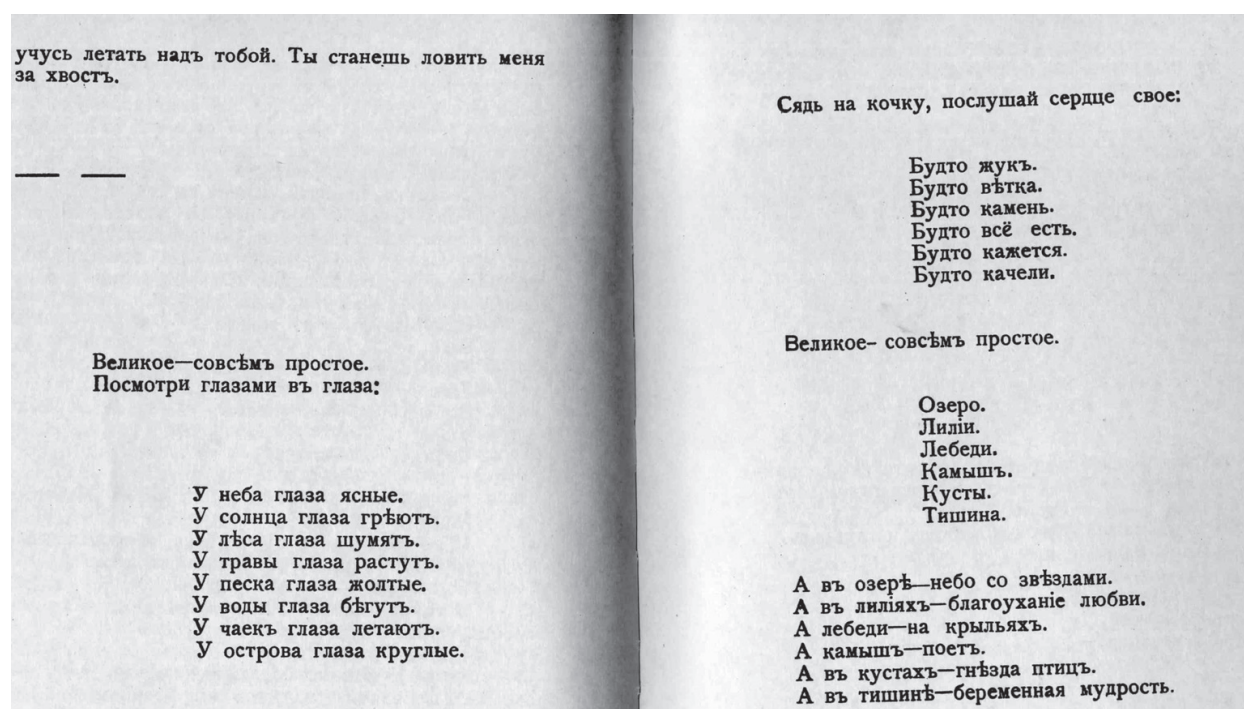 учусь летать надъ тобой. Ты станешь ловить меня
за хвостъ.
Великое—совсѣмъ простое.
Посмотри глазами въ глаза:
У неба глаза ясные.
У солнца глаза грѣютъ.
У лѣса глаза шумятъ.
У травы глаза растутъ.
У песка глаза жолтые.
У воды глаза бѣгутъ.
У чаекъ глаза летаютъ.
У острова глаза круглые.
Сядь на кочку, послушай сердце свое:
Будто жукъ.
Будто вѣтка.
Будто камень.
Будто всё есть.
Будто кажется.
Будто качели.
Великое- совсѣмъ простое.
Озеро.
Лиліи.
Лебеди.
Камышъ.
Кусты.
Тишина.
А въ озерѣ—небо со звѣздами.
А въ лиліяхъ—благоуханіе любви.
А лебеди—на крыльяхъ.
А камышъ—поетъ.
А въ кустахъ—гнѣзда птицъ.
А въ тишинѣ—беременная мудрость.